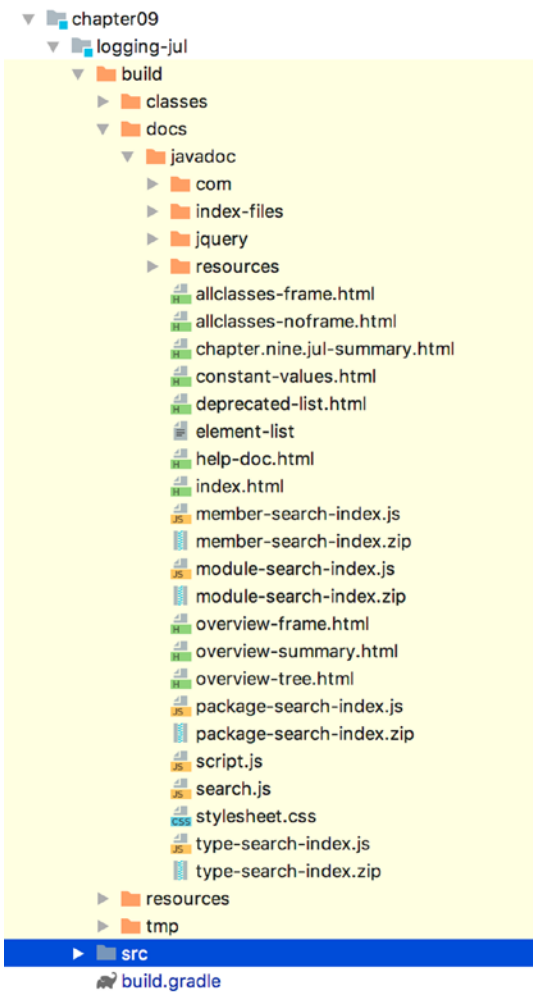 chapter09
logging-jul
build
classes
docs
javadoc
com
index-files
jquery
resources
allclasses-frame.html
allclasses-noframe.html
chapter.nine.jul-summary.html
constant-values.html
deprecated-list.html
element-list
help-doc.html
index.html
member-search-index.js
member-search-index.zip
module-search-index.js
module-search-index.zip
overview-frame.html
overview-summary.html
overview-tree.html
package-search-index.js
package-search-index.zip
script.js
search.js
stylesheet.css
type-search-index.js
type-search-index.zip
resources
tmp
src
build.gradle